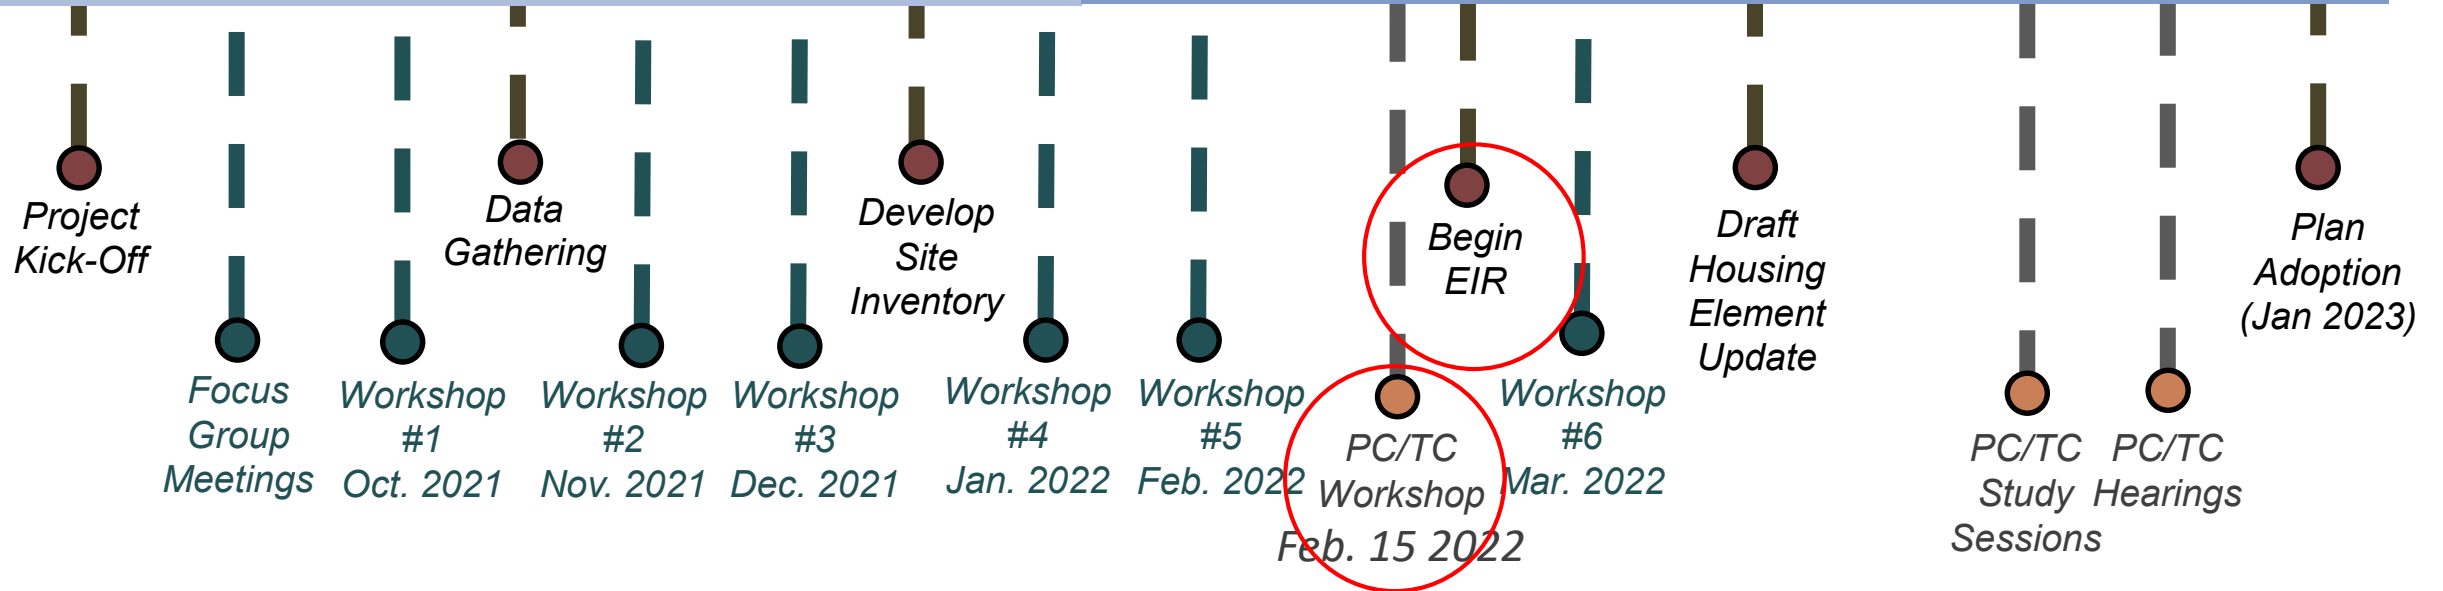 Project
Kick-Off
Focus
Group
Meetings
Workshop
#1
Oct. 2021
Data
Gathering
Workshop
#2
Nov. 2021
Workshop
#3
Dec. 2021
Develop
Site
Inventory
Workshop
#4
Jan. 2022
Workshop
#5
Feb. 2022
PC/TC
Workshop
Feb. 15 2022
Begin
EIR
Workshop
#6
Mar. 2022
Draft
Housing
Element
Update
PC/TC
Study
Sessions
PC/TC
Hearings
Plan
Adoption
(Jan 2023)